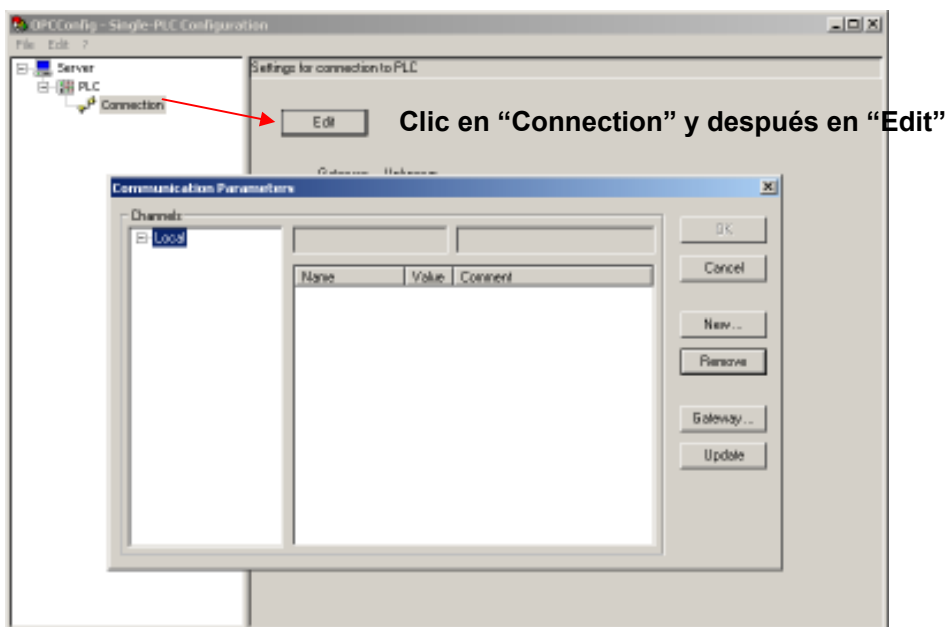 OPCConfig - Single-PLC Configuration
File Edit ?
Server
PLC
Connection
Settings for connection to PLC
Edit
Clic en “Connection” y después en “Edit”
Communication Parameters
Channels
Local
Name Value Comment
OK
Cancel
New...
Remove
Gateway...
Update